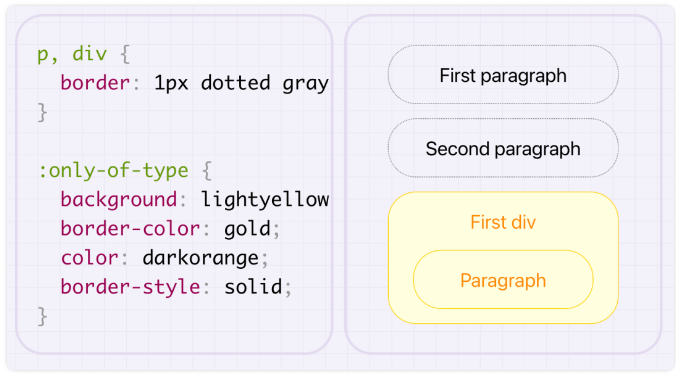 p, div {
border: 1px dotted gray
}
:only-of-type {
background: lightyellow
border-color: gold;
color: darkorange;
border-style: solid;
}
First paragraph
Second paragraph
First div
Paragraph